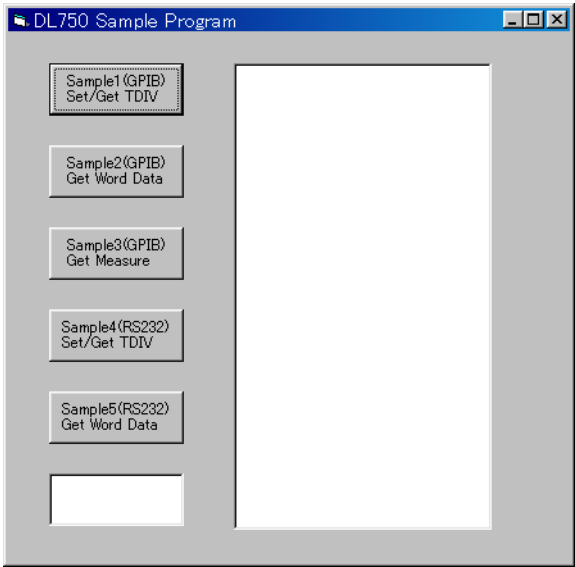 DL750 Sample Program
Sample1(GPIB)
Set/Get TDIV
Sample2(GPIB)
Get Word Data
Sample3(GPIB)
Get Measure
Sample4(RS232)
Set/Get TDIV
Sample5(RS232)
Get Word Data